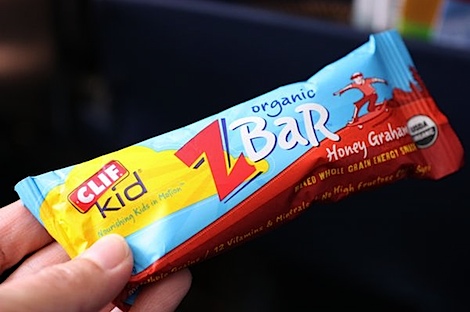 CLIF
kid
Nourishing Kids in Motion™
organic
ZBaR
Honey Graham
USDA
ORGANIC
BAKED WHOLE GRAIN ENERGY SNACK
12 Vitamins & Minerals / No High Fructose